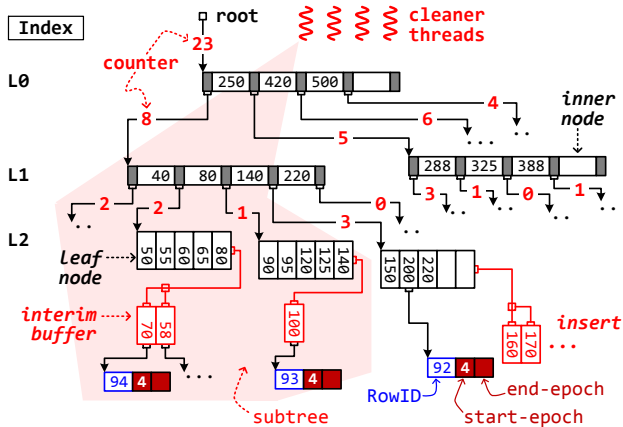 Index
root
cleaner
threads
23
counter
L0
250 420 500
8
5
6
4
..
..
inner
node
L1
40 80 140 220
288 325 388
2
2
1
3
0
3
1
0
1
..
..
..
..
..
..
L2
leaf
node
50 55 60 65 80
90 95 120 125 140
150 200 220
interim
buffer
70 58
100
160 170
...
insert
94 4
...
93 4
92 4
RowID
end-epoch
start-epoch
subtree